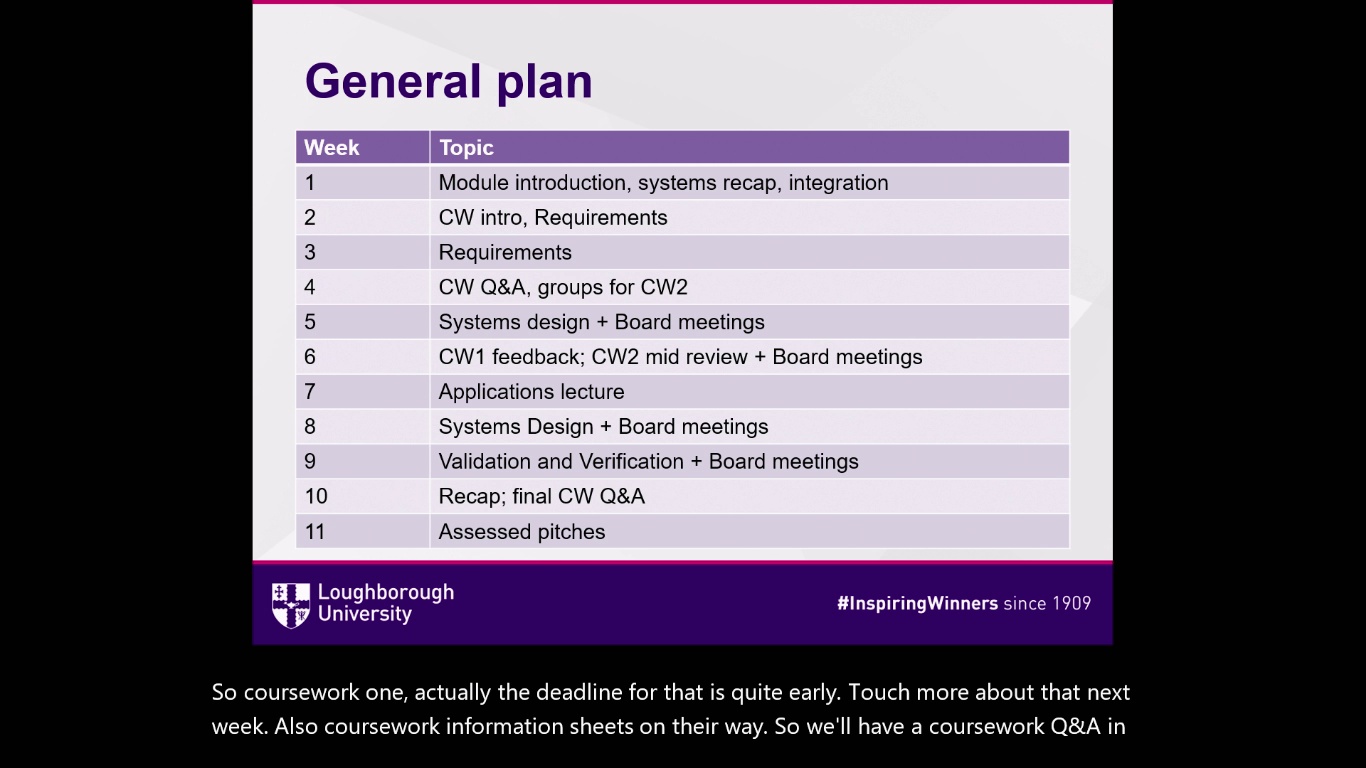 General plan
Week Topic
1 Module introduction, systems recap, integration
2 CW intro, Requirements
3 Requirements
4 CW Q&A, groups for CW2
5 Systems design + Board meetings
6 CW1 feedback; CW2 mid review + Board meetings
7 Applications lecture
8 Systems Design + Board meetings
9 Validation and Verification + Board meetings
10 Recap; final CW Q&A
11 Assessed pitches
Loughborough
University
#InspiringWinners since 1909
So coursework one, actually the deadline for that is quite early. Touch more about that next
week. Also coursework information sheets on their way. So we'll have a coursework Q&A in